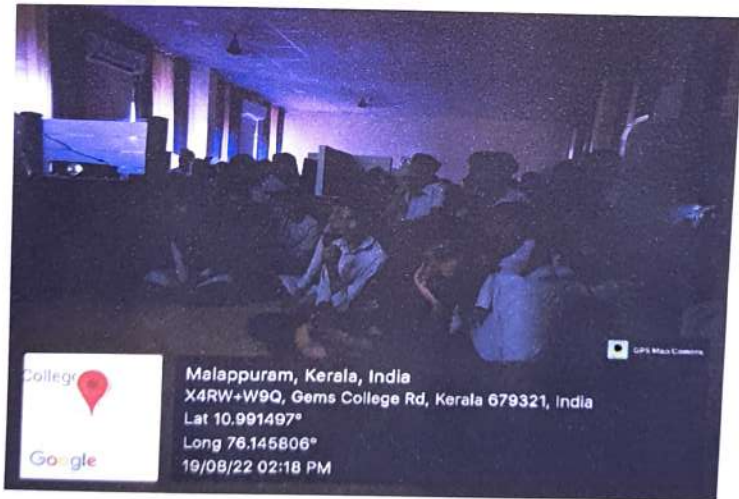 GPS Map Camera
College
Google
Malappuram, Kerala, India
X4RW+W9Q, Gems College Rd, Kerala 679321, India
Lat 10.991497°
Long 76.145806°
19/08/22 02:18 PM